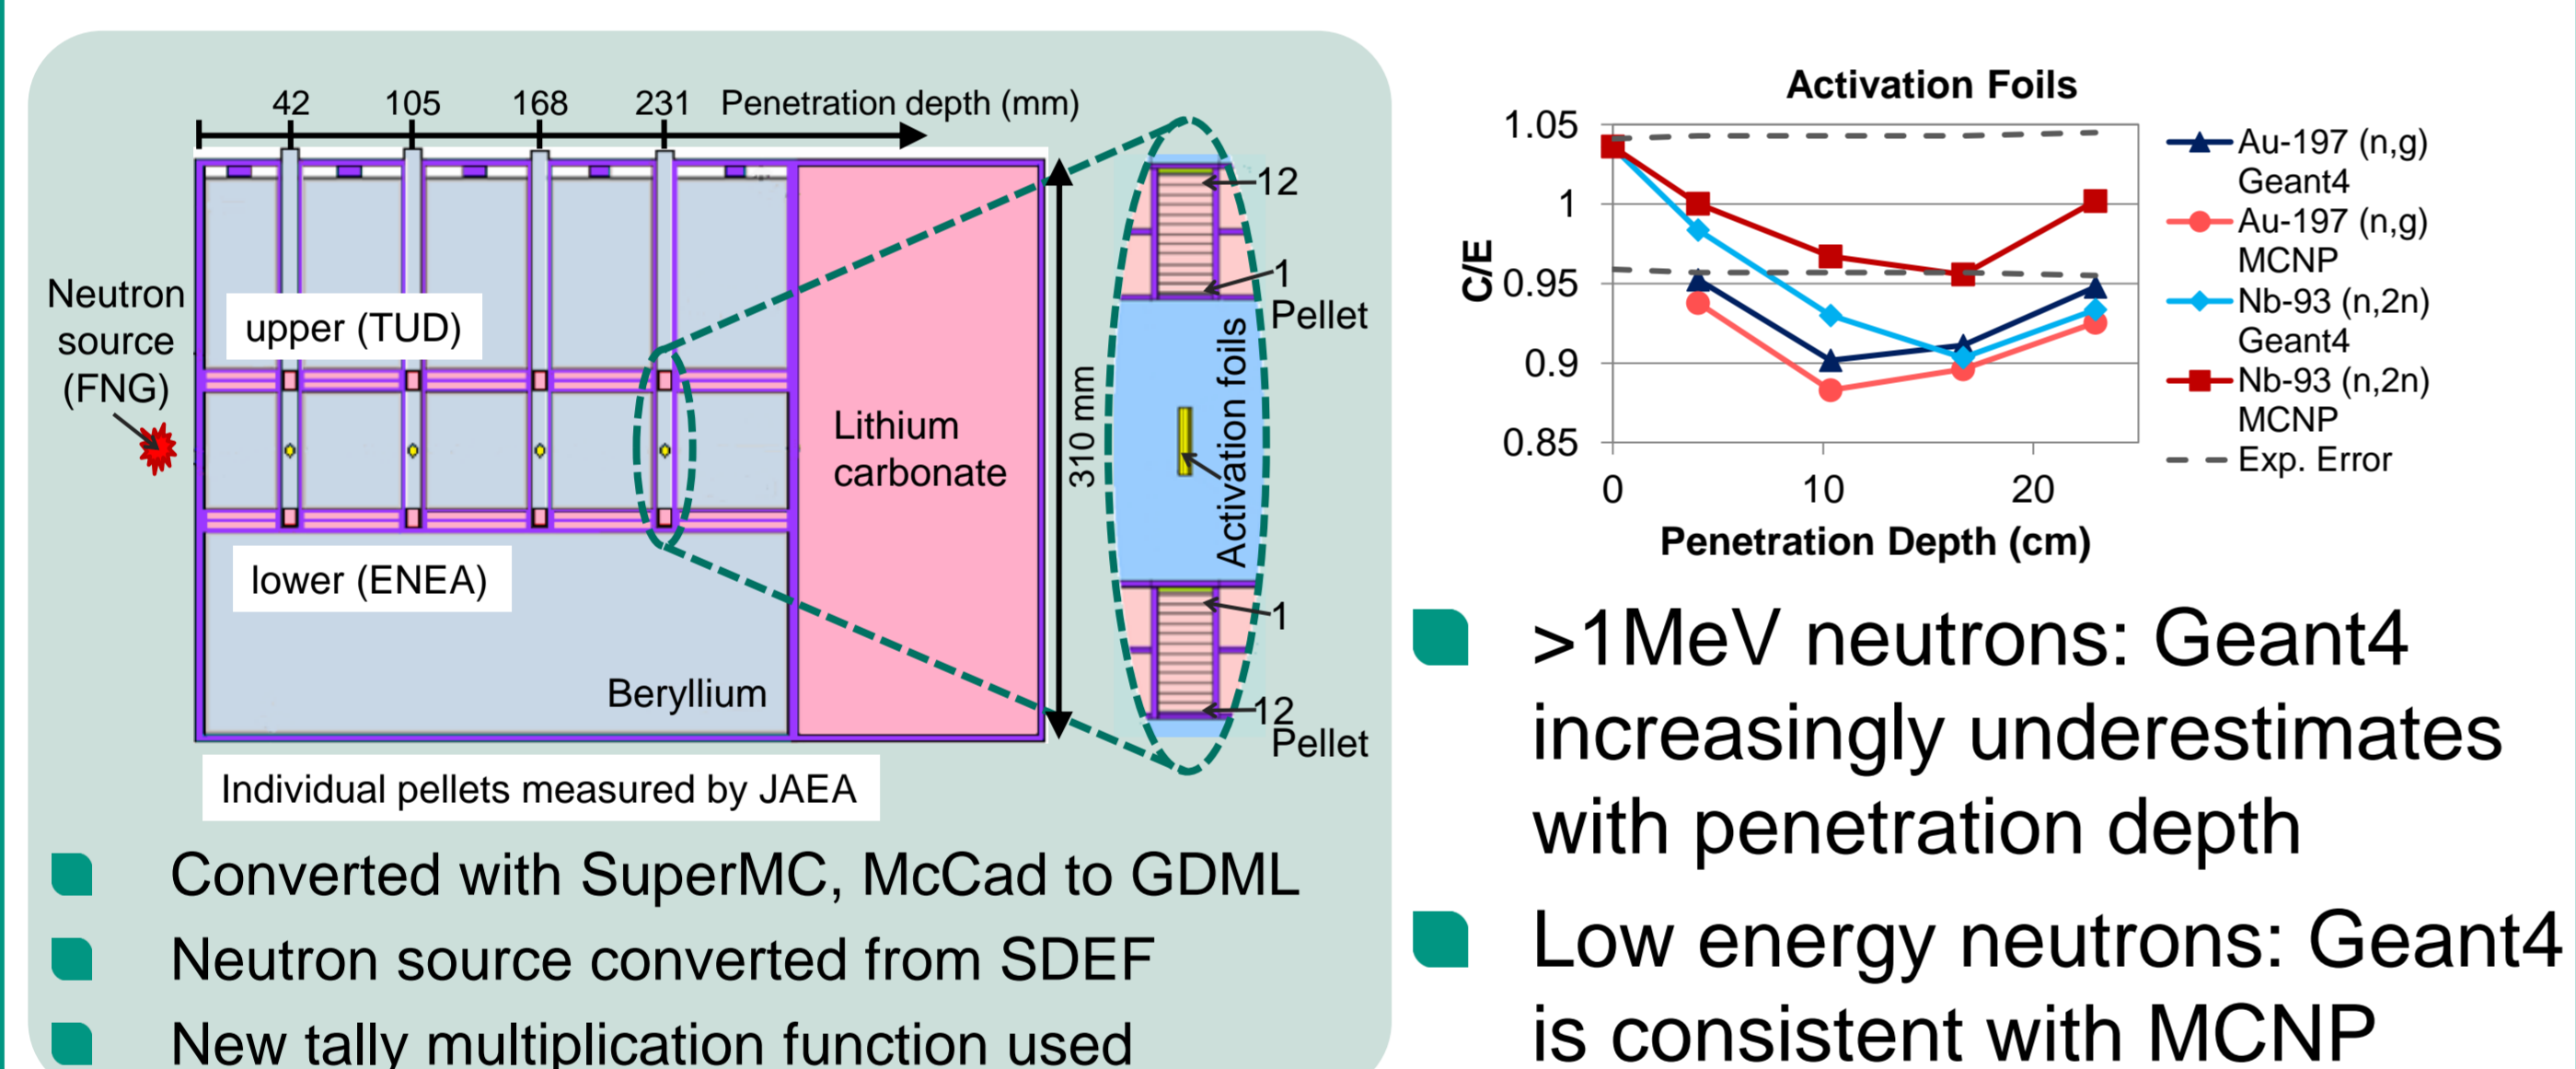 42 105 168 231 Penetration depth (mm)
Neutron
source
(FNG)
upper (TUD)
lower (ENEA)
Lithium
carbonate
Beryllium
310 mm
12
1
Pellet
Activation foils
1
12
Pellet
Individual pellets measured by JAEA
Converted with SuperMC, McCad to GDML
Neutron source converted from SDEF
New tally multiplication function used
Activation Foils
1.05
1
0.95
0.9
0.85
C/E
0 10 20
Penetration Depth (cm)
Au-197 (n,g)
Geant4
Au-197 (n,g)
MCNP
Nb-93 (n,2n)
Geant4
Nb-93 (n,2n)
MCNP
Exp. Error
>1MeV neutrons: Geant4
increasingly underestimates
with penetration depth
Low energy neutrons: Geant4
is consistent with MCNP